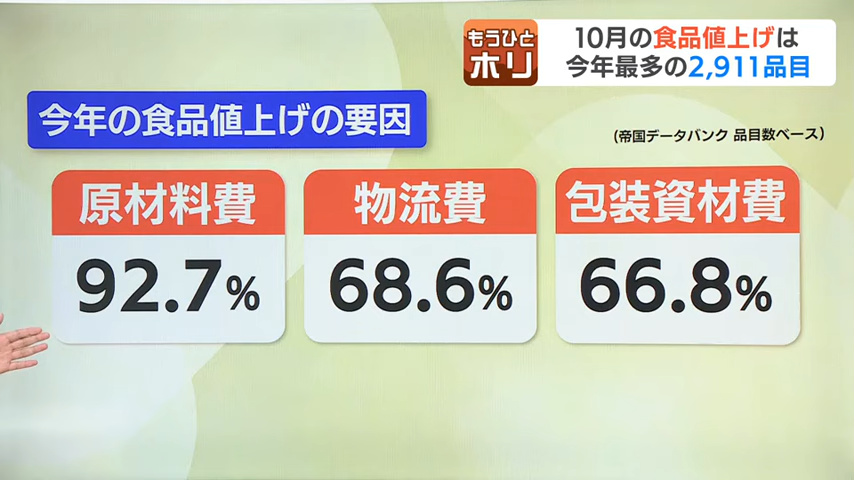 もうひと
ホリ
10月の食品値上げは
今年最多の2,911品目
今年の食品値上げの要因
(帝国データバンク 品目数ベース)
原材料費
92.7%
物流費
68.6%
包装資材費
66.8%